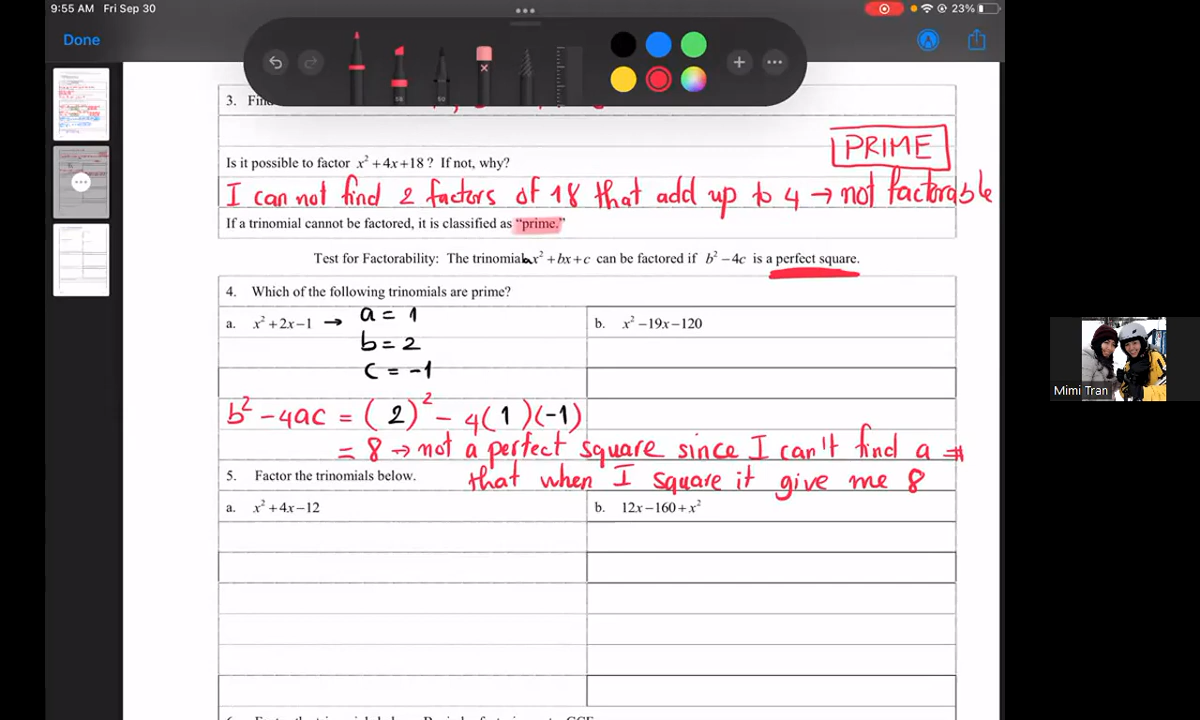 9:55 AM Fri Sep 30
23%
Done
3. Find
PRIME
Is it possible to factor x² + 4x + 18 ? If not, why?
I can not find 2 factors of 18 that add up to 4 → not factorable
If a trinomial cannot be factored, it is classified as “prime.”
Test for Factorability: The trinomial ax² + bx + c can be factored if b² − 4c is a perfect square.
4. Which of the following trinomials are prime?
a. x² + 2x − 1 → a = 1
b = 2
c = -1
b. x² − 19x − 120
b² − 4ac = (2)² − 4(1)(-1)
= 8 → not a perfect square since I can't find a #
that when I square it give me 8
5. Factor the trinomials below.
a. x² + 4x − 12
b. 12x − 160 + x²
Mimi Tran